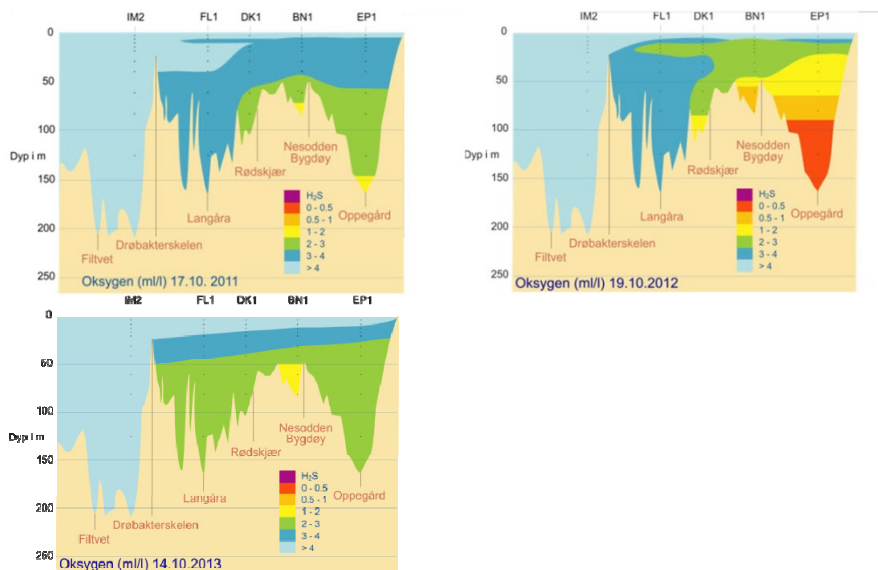 IM2 FL1 DK1 BN1 EP1
0
50
100
Dyp i m
150
200
250
Nesodden
Bygdøy
Rødskjær
Langåra
Oppegård
Drøbakterskelen
Filtvet
H₂S
0 - 0.5
0.5 - 1
1 - 2
2 - 3
3 - 4
> 4
Oksygen (ml/l) 17.10. 2011
IM2 FL1 DK1 BN1 EP1
0
50
100
Dyp i m
150
200
250
Nesodden
Bygdøy
Rødskjær
Langåra
Oppegård
Drøbakterskelen
Filtvet
H₂S
0 - 0.5
0.5 - 1
1 - 2
2 - 3
3 - 4
> 4
Oksygen (ml/l) 19.10.2012
IM2 FL1 DK1 BN1 EP1
0
50
100
Dyp i m
150
200
250
Nesodden
Bygdøy
Rødskjær
Langåra
Oppegård
Drøbakterskelen
Filtvet
H₂S
0 - 0.5
0.5 - 1
1 - 2
2 - 3
3 - 4
> 4
Oksygen (ml/l) 14.10.2013